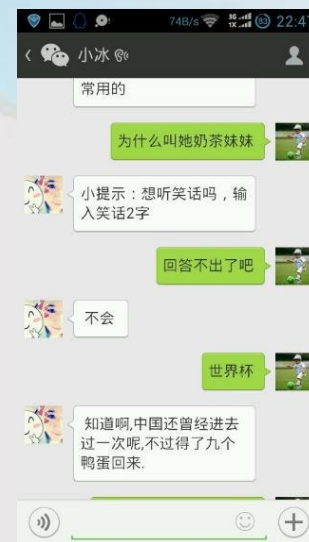 74B/s 3G 1X 83 22:47
小冰
常用的
为什么叫她奶茶妹妹
小提示：想听笑话吗，输
入笑话2字
回答不出了吧
不会
世界杯
知道啊,中国还曾经进去
过一次呢,不过得了九个
鸭蛋回来.